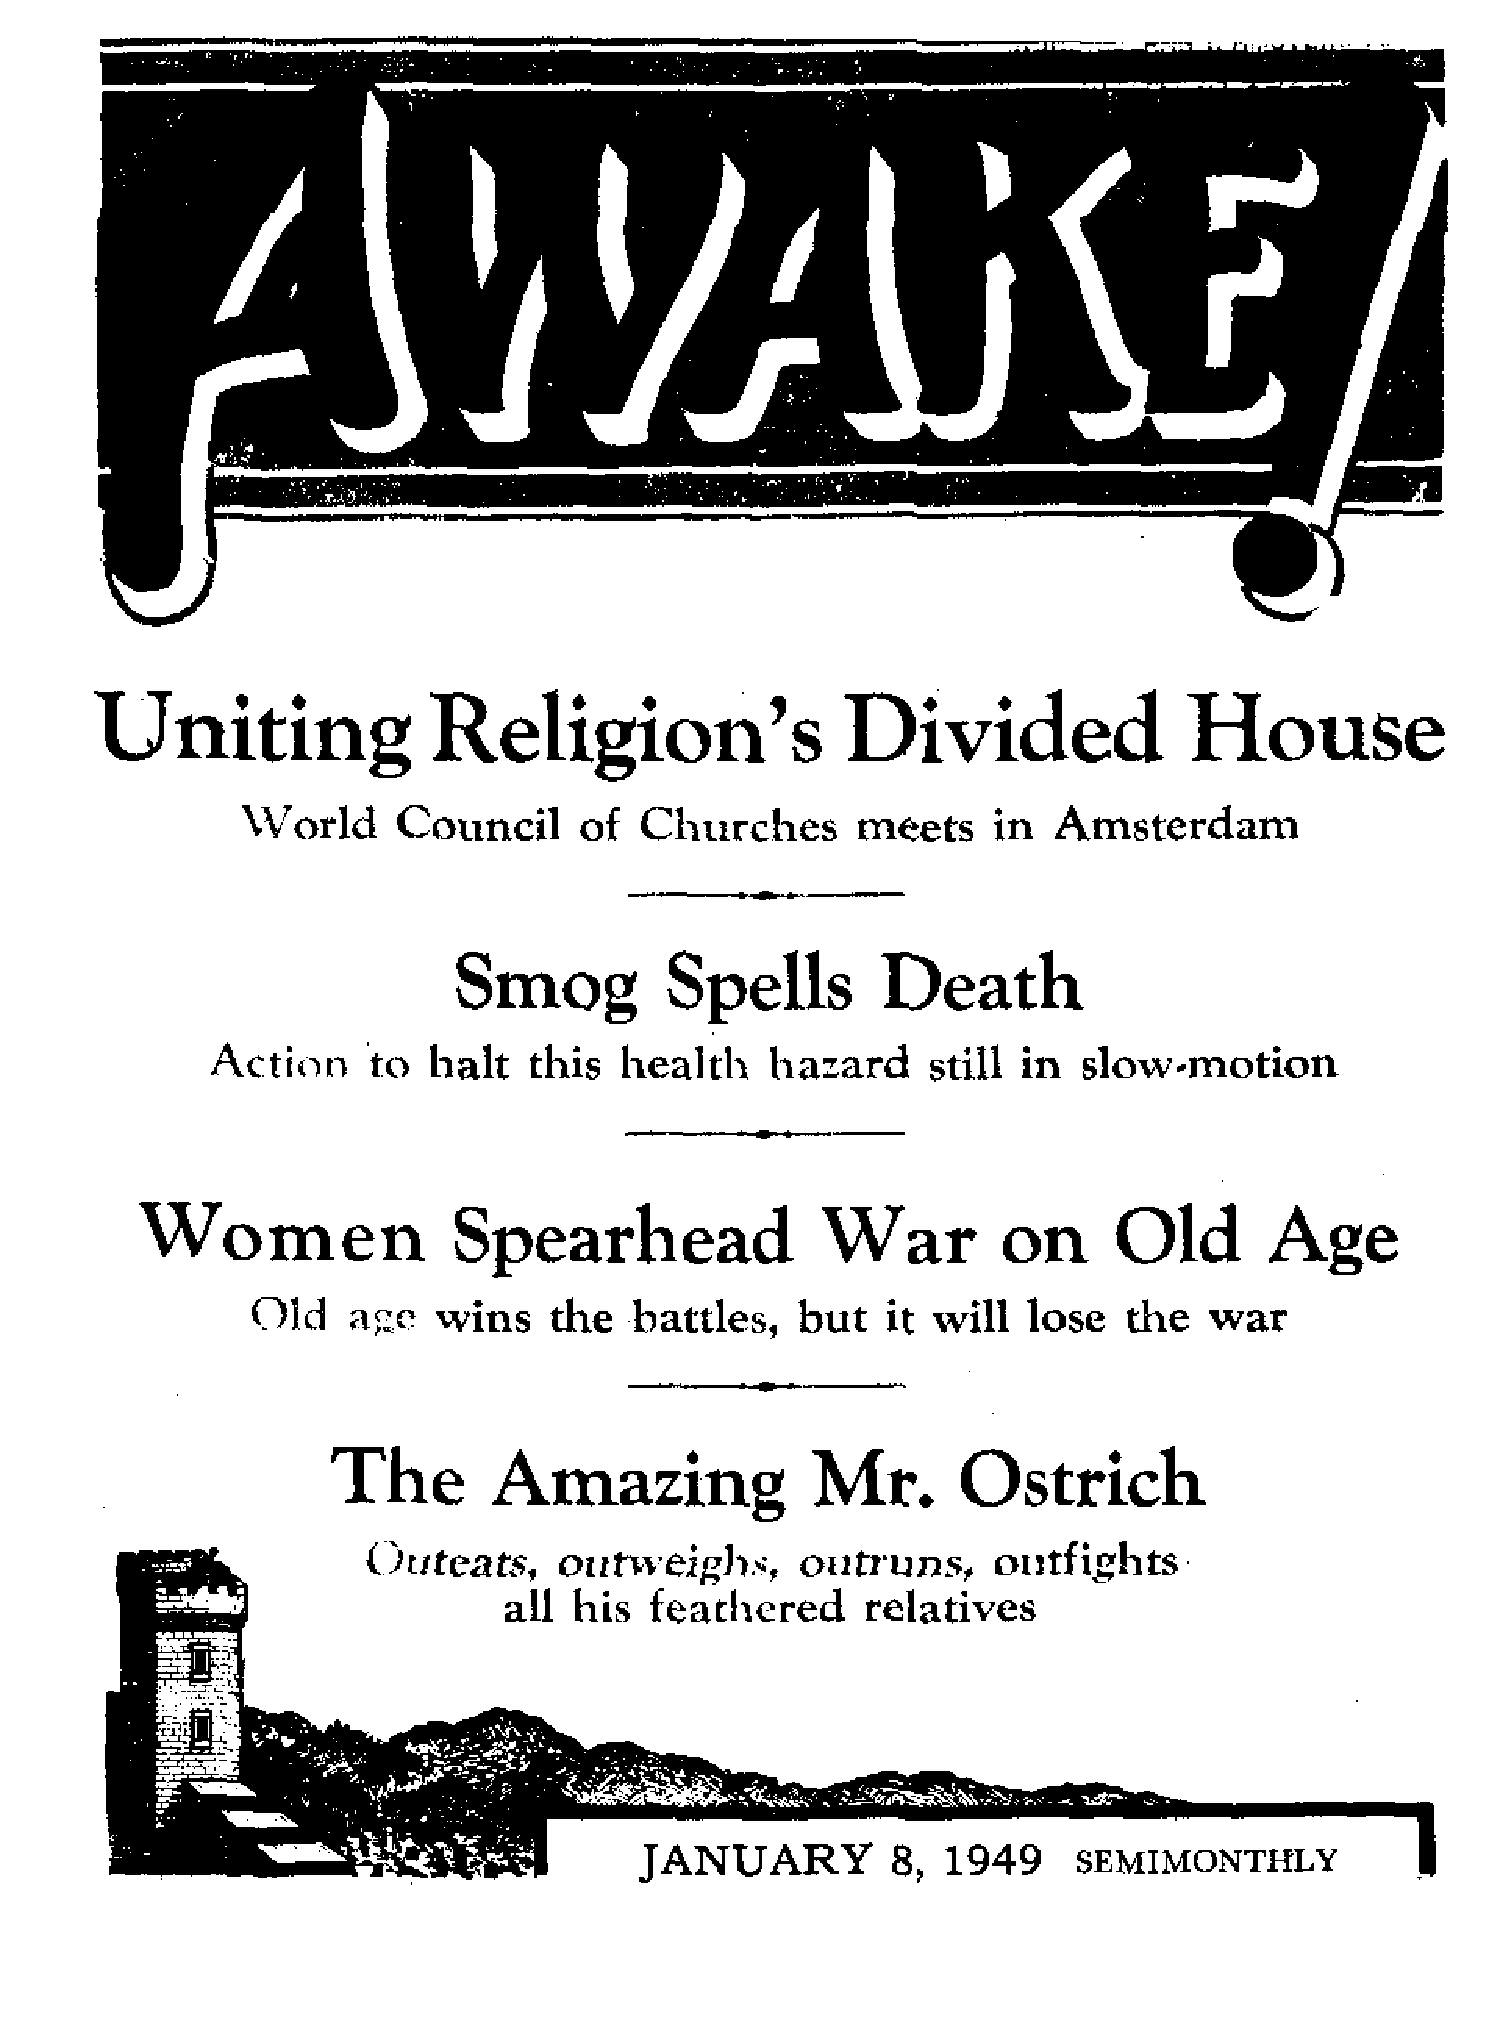 AWAKE!
Uniting Religion's Divided House
World Council of Churches meets in Amsterdam
Smog Spells Death
Action to halt this health hazard still in slow-motion
Women Spearhead War on Old Age
Old age wins the battles, but it will lose the war
The Amazing Mr. Ostrich
Outeats, outweighs, outruns, outfights
all his feathered relatives
JANUARY 8, 1949 SEMIMONTHLY